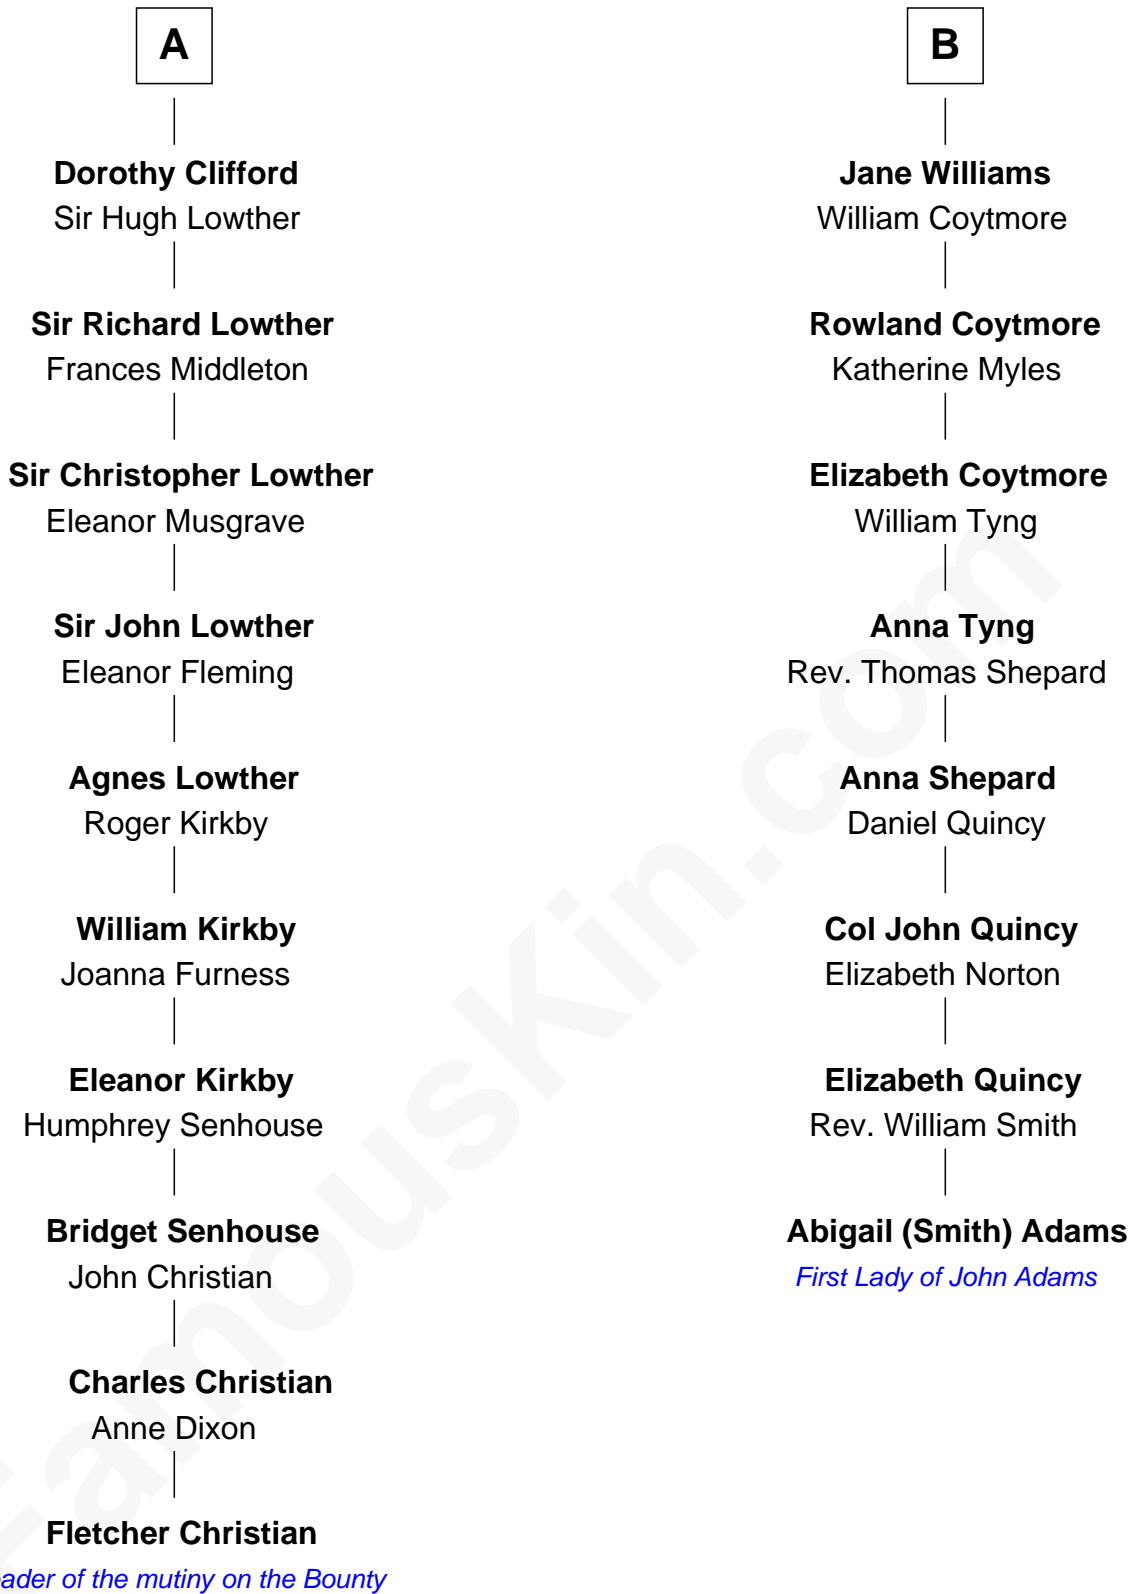 A
Dorothy Clifford
Sir Hugh Lowther
Sir Richard Lowther
Frances Middleton
Sir Christopher Lowther
Eleanor Musgrave
Sir John Lowther
Eleanor Fleming
Agnes Lowther
Roger Kirkby
William Kirkby
Joanna Furness
Eleanor Kirkby
Humphrey Senhouse
Bridget Senhouse
John Christian
Charles Christian
Anne Dixon
Fletcher Christian
ader of the mutiny on the Bounty
B
Jane Williams
William Coytmore
Rowland Coytmore
Katherine Myles
Elizabeth Coytmore
William Tyng
Anna Tyng
Rev. Thomas Shepard
Anna Shepard
Daniel Quincy
Col John Quincy
Elizabeth Norton
Elizabeth Quincy
Rev. William Smith
Abigail (Smith) Adams
First Lady of John Adams
FamousKin.com